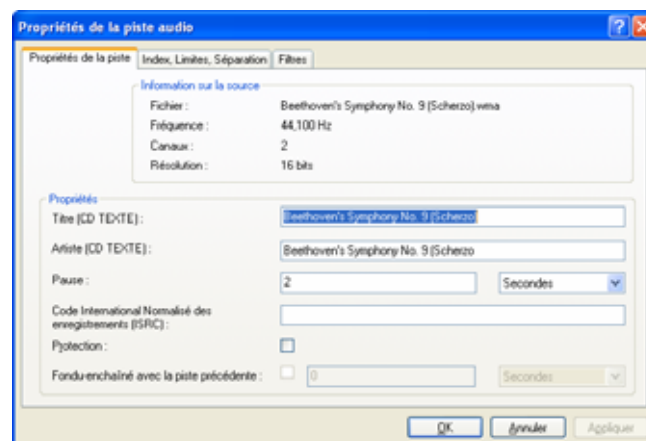 Propriétés de la piste audio
Propriétés de la piste Index, Limites, Séparation Filtres
Information sur la source
Fichier : Beethoven's Symphony No. 9 (Scherzo).wma
Fréquence : 44,100 Hz
Canaux : 2
Résolution : 16 bits
Propriétés
Titre (CD TEXTE) : Beethoven's Symphony No. 9 (Scherzo)
Artiste (CD TEXTE) : Beethoven's Symphony No. 9 (Scherzo
Pause : 2 Secondes
Code International Normalisé des
enregistrements (ISRC) :
Protection :
Fondu-enchaîné avec la piste précédente : 0 Secondes
OK Annuler Appliquer